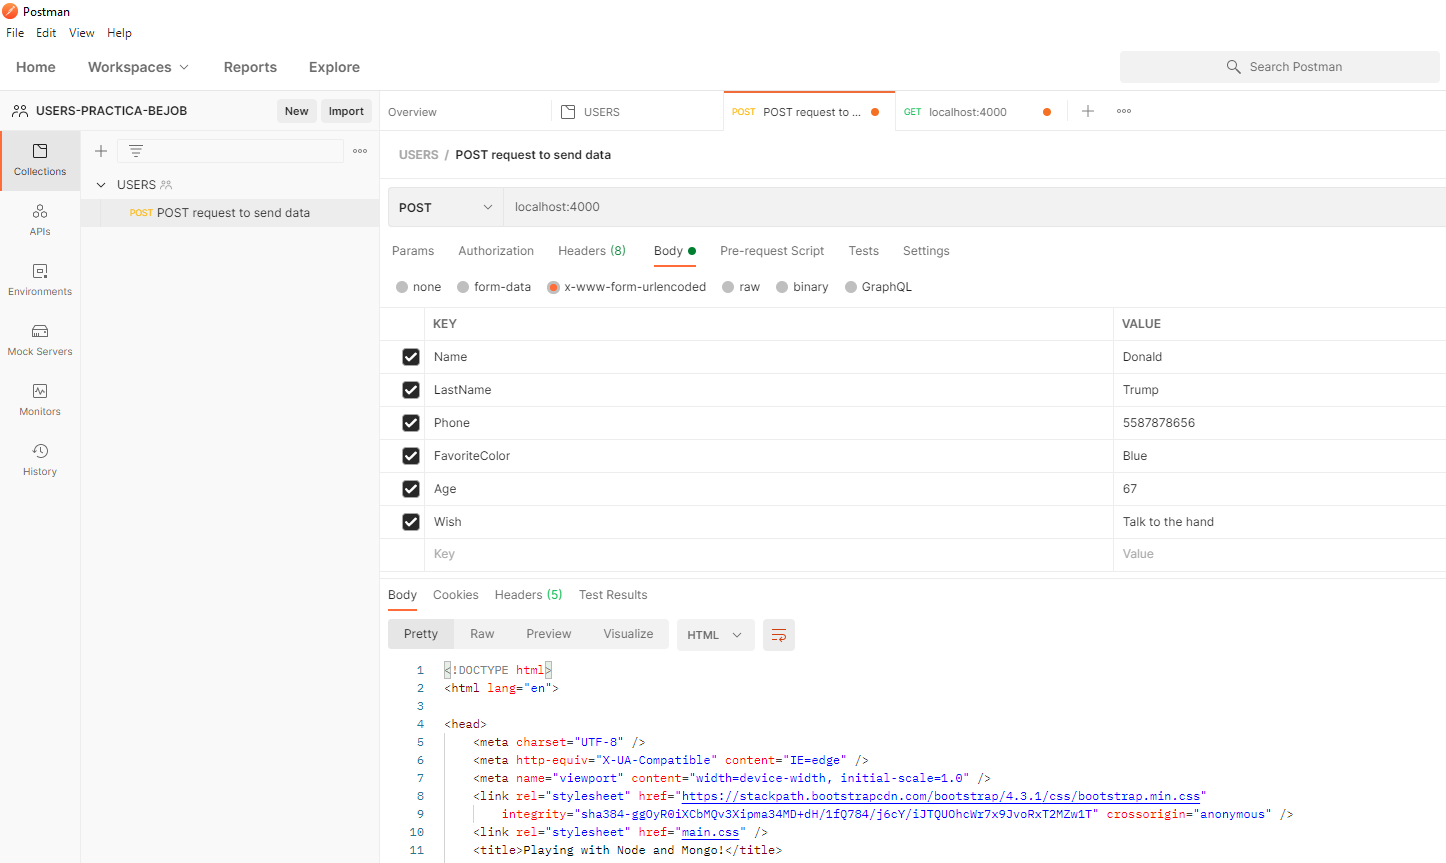 Postman
File Edit View Help
Home Workspaces Reports Explore Search Postman
USERS-PRACTICA-BEJOB New Import Overview USERS POST POST request to ... GET localhost:4000
Collections
APIs
Environments
Mock Servers
Monitors
History
USERS
POST POST request to send data
USERS / POST request to send data
POST localhost:4000
Params Authorization Headers (8) Body Pre-request Script Tests Settings
none form-data x-www-form-urlencoded raw binary GraphQL
KEY VALUE
Name Donald
LastName Trump
Phone 5587878656
FavoriteColor Blue
Age 67
Wish Talk to the hand
Key Value
Body Cookies Headers (5) Test Results
Pretty Raw Preview Visualize HTML
1 <!DOCTYPE html>
2 <html lang="en">
3
4 <head>
5 <meta charset="UTF-8" />
6 <meta http-equiv="X-UA-Compatible" content="IE=edge" />
7 <meta name="viewport" content="width=device-width, initial-scale=1.0" />
8 <link rel="stylesheet" href="https://stackpath.bootstrapcdn.com/bootstrap/4.3.1/css/bootstrap.min.css"
9 integrity="sha384-ggOyR0iXCbMQv3Xipma34MD+dH/1fQ784/j6cY/iJTQUOhcWr7x9JvoRxT2MZw1T" crossorigin="anonymous" />
10 <link rel="stylesheet" href="main.css" />
11 <title>Playing with Node and Mongo!</title>